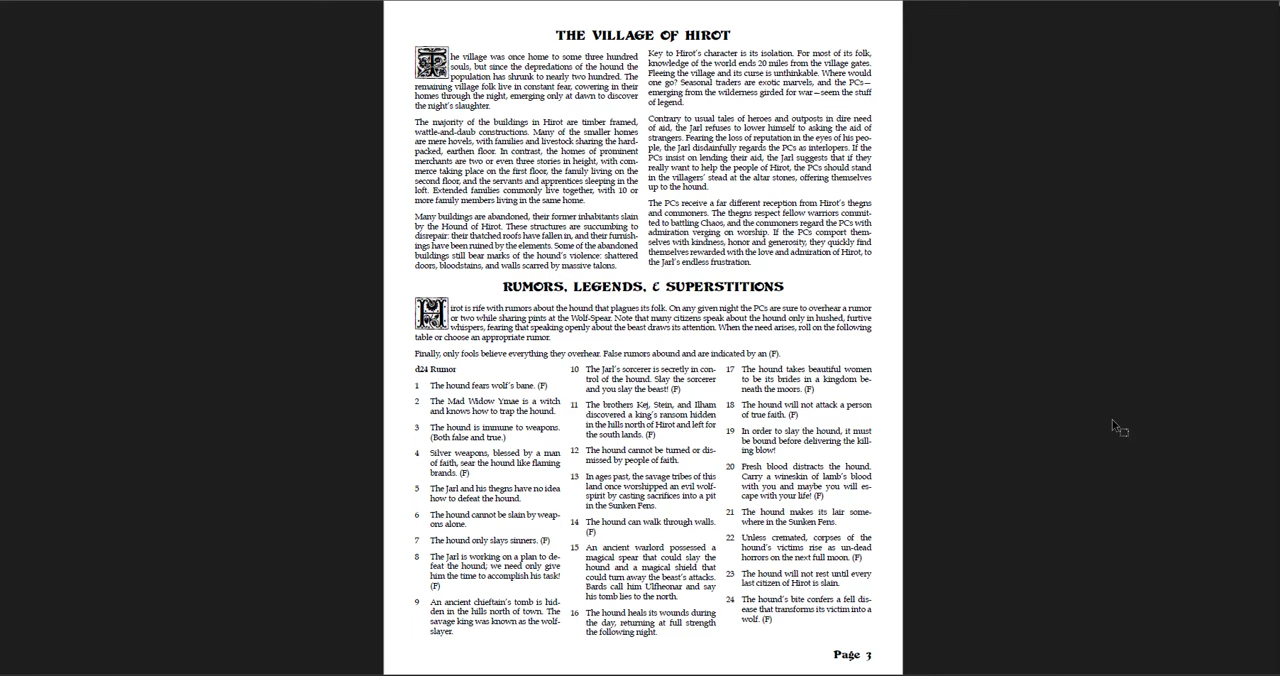 THE VILLAGE OF HIROT
The village was once home to some three hundred
souls, but since the depredations of the hound the
population has shrunk to nearly two hundred. The
remaining village folk live in constant fear, cowering in their
homes through the night, emerging only at dawn to discover
the night's slaughter.
The majority of the buildings in Hirot are timber framed,
wattle-and-daub constructions. Many of the smaller homes
are mere hovels, with families and livestock sharing the hard-
packed, earthen floor. In contrast, the homes of prominent
merchants are two or even three stories in height, with com-
merce taking place on the first floor, the family living on the
second floor, and the servants and apprentices sleeping in the
loft. Extended families commonly live together, with 10 or
more family members living in the same home.
Many buildings are abandoned, their former inhabitants slain
by the Hound of Hirot. These structures are succumbing to
disrepair: their thatched roofs have fallen in, and their furnish-
ings have been ruined by the elements. Some of the abandoned
buildings still bear marks of the hound's violence: shattered
doors, bloodstains, and walls scarred by massive talons.
Key to Hirot's character is its isolation. For most of its folk,
knowledge of the world ends 20 miles from the village gates.
Fleeing the village and its curse is unthinkable. Where would
one go? Seasonal traders are exotic marvels, and the PCs—
emerging from the wilderness girded for war—seem the stuff
of legend.
Contrary to usual tales of heroes and outposts in dire need
of aid, the Jarl refuses to lower himself to asking the aid of
strangers. Fearing the loss of reputation in the eyes of his peo-
ple, the Jarl disdainfully regards the PCs as interlopers. If the
PCs insist on lending their aid, the Jarl suggests that if they
really want to help the people of Hirot, the PCs should stand
in the villagers' stead at the altar stones, offering themselves
up to the hound.
The PCs receive a far different reception from Hirot's thegns
and commoners. The thegns respect fellow warriors commit-
ted to battling Chaos, and the commoners regard the PCs with
admiration verging on worship. If the PCs comport them-
selves with kindness, honor and generosity, they quickly find
themselves rewarded with the love and admiration of Hirot, to
the Jarl's endless frustration.
RUMORS, LEGENDS, & SUPERSTITIONS
Hirot is rife with rumors about the hound that plagues its folk. On any given night the PCs are sure to overhear a rumor
or two while sharing pints at the Wolf-Spear. Note that many citizens speak about the hound only in hushed, furtive
whispers, fearing that speaking openly about the beast draws its attention. When the need arises, roll on the following
table or choose an appropriate rumor.
Finally, only fools believe everything they overhear. False rumors abound and are indicated by an (F).
d24 Rumor
1 The hound fears wolf's bane. (F)
2 The Mad Widow Ymae is a witch
and knows how to trap the hound.
3 The hound is immune to weapons.
(Both false and true.)
4 Silver weapons, blessed by a man
of faith, sear the hound like flaming
brands. (F)
5 The Jarl and his thegns have no idea
how to defeat the hound.
6 The hound cannot be slain by weap-
ons alone.
7 The hound only slays sinners. (F)
8 The Jarl is working on a plan to de-
feat the hound; we need only give
him the time to accomplish his task!
(F)
9 An ancient chieftain's tomb is hid-
den in the hills north of town. The
savage king was known as the wolf-
slayer.
10 The Jarl's sorcerer is secretly in con-
trol of the hound. Slay the sorcerer
and you slay the beast! (F)
11 The brothers Kej, Stein, and Ilham
discovered a king's ransom hidden
in the hills north of Hirot and left for
the south lands. (F)
12 The hound cannot be turned or dis-
missed by people of faith.
13 In ages past, the savage tribes of this
land once worshipped an evil wolf-
spirit by casting sacrifices into a pit
in the Sunken Fens.
14 The hound can walk through walls.
(F)
15 An ancient warlord possessed a
magical spear that could slay the
hound and a magical shield that
could turn away the beast's attacks.
Bards call him Ulfheonar and say
his tomb lies to the north.
16 The hound heals its wounds during
the day, returning at full strength
the following night.
17 The hound takes beautiful women
to be its brides in a kingdom be-
neath the moors. (F)
18 The hound will not attack a person
of true faith. (F)
19 In order to slay the hound, it must
be bound before delivering the kill-
ing blow!
20 Fresh blood distracts the hound.
Carry a wineskin of lamb's blood
with you and maybe you will es-
cape with your life! (F)
21 The hound makes its lair some-
where in the Sunken Fens.
22 Unless cremated, corpses of the
hound's victims rise as un-dead
horrors on the next full moon. (F)
23 The hound will not rest until every
last citizen of Hirot is slain.
24 The hound's bite confers a fell dis-
ease that transforms its victim into a
wolf. (F)
Page 3